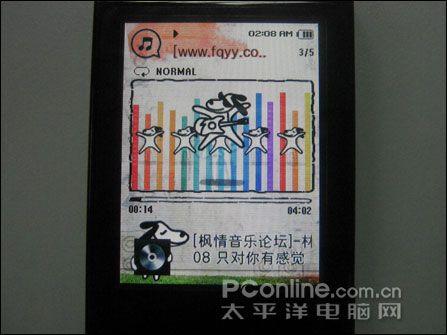 02:08 AM
[www.fqyy.co..
3/5
NORMAL
00:14
04:02
[枫情音乐论坛]-林
08 只对你有感觉
PConline.com.cn
太平洋电脑网